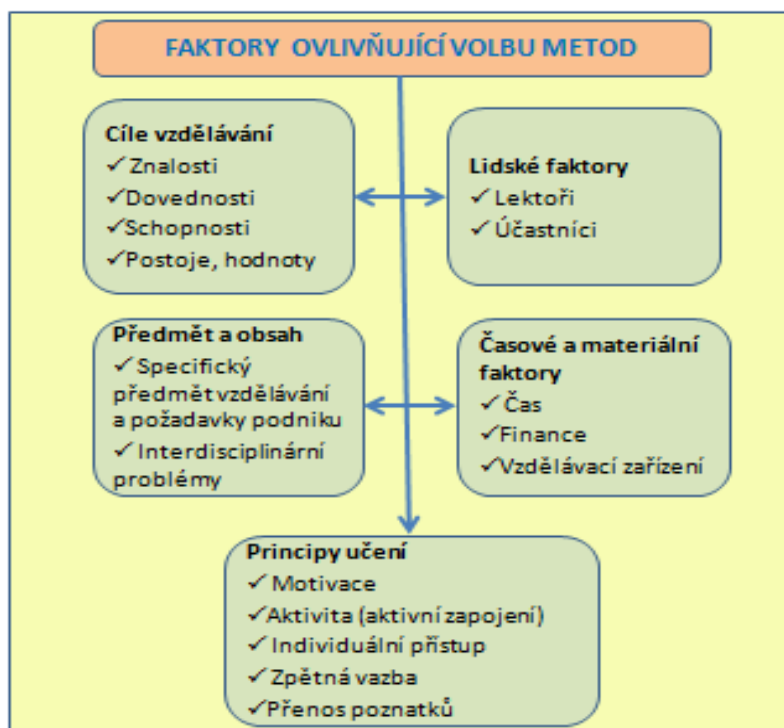 FAKTORY OVLIVŇUJÍCÍ VOLBU METOD
Cíle vzdělávání
✓ Znalosti
✓ Dovednosti
✓ Schopnosti
✓ Postoje, hodnoty
Lidské faktory
✓ Lektoři
✓ Účastníci
Předmět a obsah
✓ Specifický
předmět vzdělávání
a požadavky podniku
✓ Interdisciplinární
problémy
Časové a materiální
faktory
✓ Čas
✓ Finance
✓ Vzdělávací zařízení
Principy učení
✓ Motivace
✓ Aktivita (aktivní zapojení)
✓ Individuální přístup
✓ Zpětná vazba
✓ Přenos poznatků